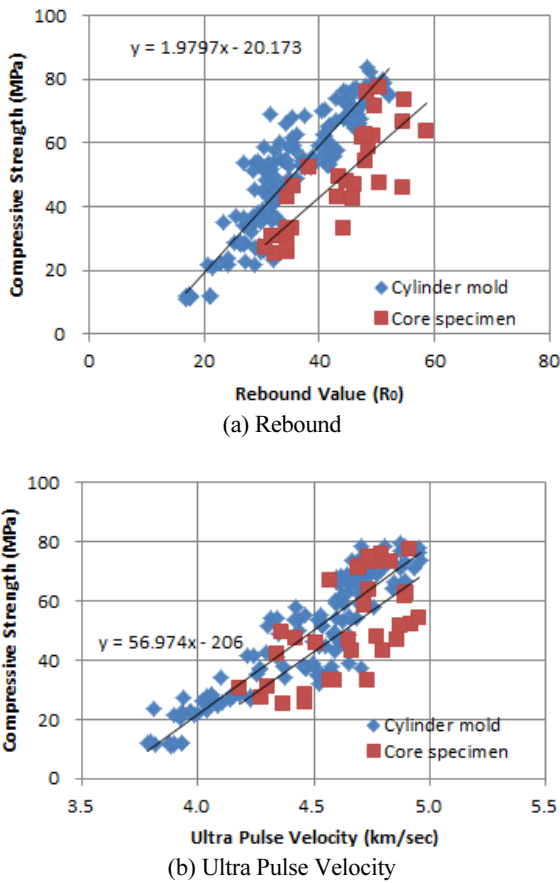 100
80
60
40
20
0
Compressive Strength (MPa)
y = 1.9797x - 20.173
Cylinder mold
Core specimen
0 20 40 60 80
Rebound Value (R₀)
(a) Rebound
100
80
60
40
20
0
Compressive Strength (MPa)
y = 56.974x - 206
Cylinder mold
Core specimen
3.5 4.0 4.5 5.0 5.5
Ultra Pulse Velocity (km/sec)
(b) Ultra Pulse Velocity